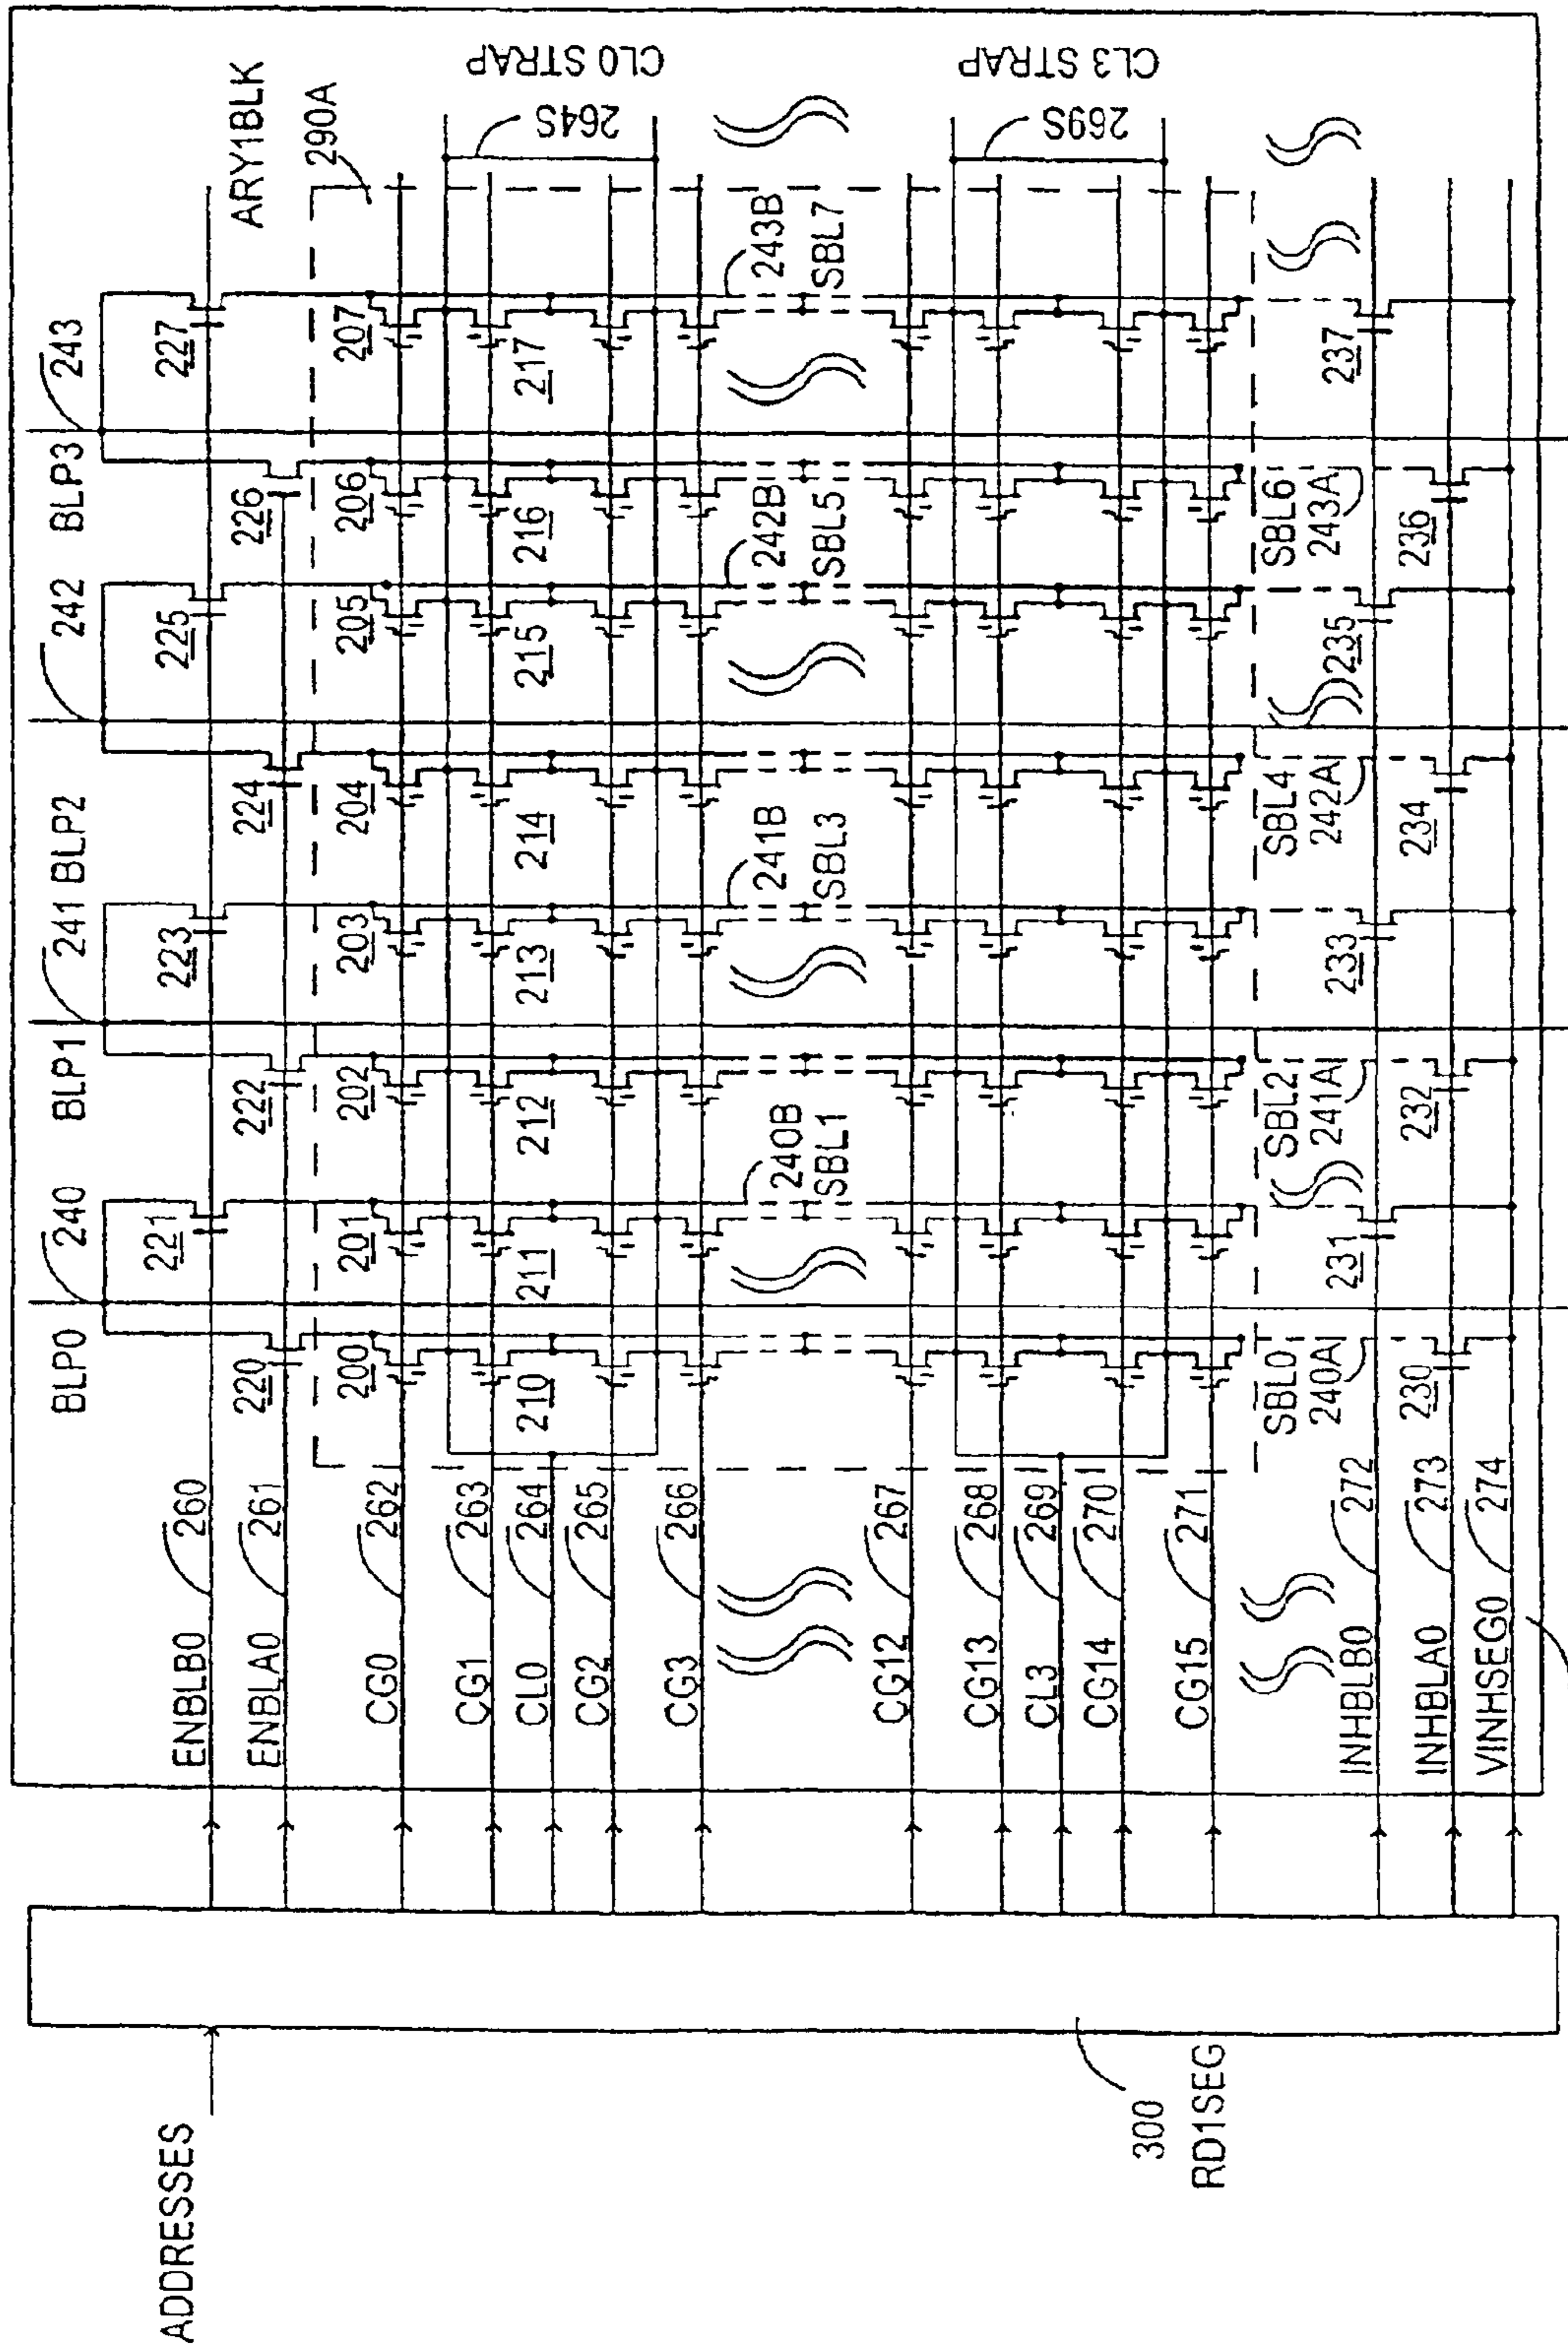 BLP0
240
BLP1
241 BLP2
242
BLP3
243
ENBLB0
260
221
223
225
227
ARY1BLK
ENBLA0
261
220
222
224
226
290A
CG0
262
200
201
202
203
204
205
206
207
CG1
263
CL0
264
210
211
212
213
214
215
216
217
264S
CL0 STRAP
CG2
265
CG3
266
240B
SBL1
241B
SBL3
242B
SBL5
243B
SBL7
CG12
267
CG13
268
CL3
269
269S
CL3 STRAP
CG14
270
CG15
271
SBL0
240A
SBL2
241A
SBL4
242A
SBL6
243A
INHBLB0
272
231
233
235
237
INHBLA0
273
230
232
234
236
VINHSEG0
274
ADDRESSES
300
RD1SEG